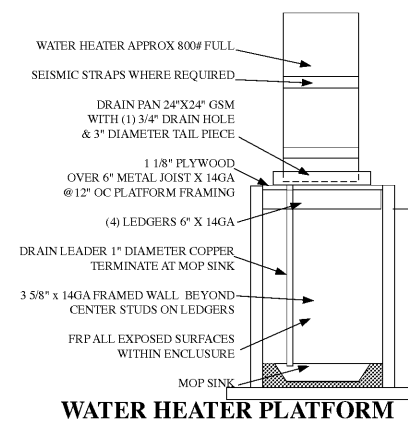 WATER HEATER APPROX 800# FULL
SEISMIC STRAPS WHERE REQUIRED
DRAIN PAN 24"X24" GSM
WITH (1) 3/4" DRAIN HOLE
& 3" DIAMETER TAIL PIECE
1 1/8" PLYWOOD
OVER 6" METAL JOIST X 14GA
@12" OC PLATFORM FRAMING
(4) LEDGERS 6" X 14GA
DRAIN LEADER 1" DIAMETER COPPER
TERMINATE AT MOP SINK
3 5/8" x 14GA FRAMED WALL BEYOND
CENTER STUDS ON LEDGERS
FRP ALL EXPOSED SURFACES
WITHIN ENCLUSURE
MOP SINK
WATER HEATER PLATFORM